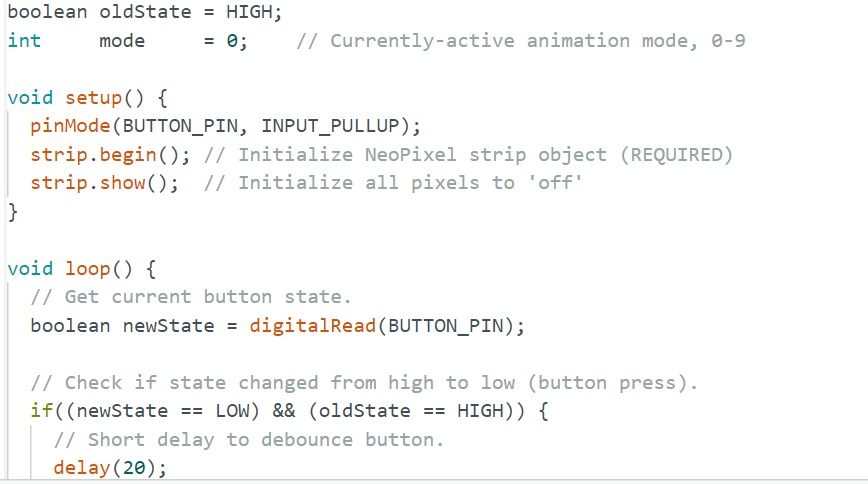 boolean oldState = HIGH;
int     mode     = 0;    // Currently-active animation mode, 0-9

void setup() {
  pinMode(BUTTON_PIN, INPUT_PULLUP);
  strip.begin(); // Initialize NeoPixel strip object (REQUIRED)
  strip.show();  // Initialize all pixels to 'off'
}

void loop() {
  // Get current button state.
  boolean newState = digitalRead(BUTTON_PIN);

  // Check if state changed from high to low (button press).
  if((newState == LOW) && (oldState == HIGH)) {
    // Short delay to debounce button.
    delay(20);